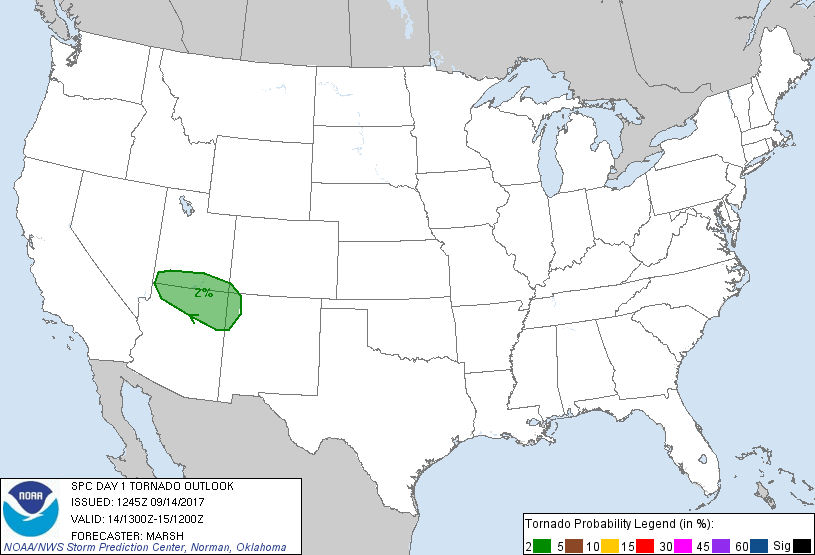 2%
NOAA
SPC DAY 1 TORNADO OUTLOOK
ISSUED: 1245Z 09/14/2017
VALID: 14/1300Z-15/1200Z
FORECASTER: MARSH
NOAA/NWS Storm Prediction Center, Norman, Oklahoma
Tornado Probability Legend (in %):
2 5 10 15 30 45 60 Sig